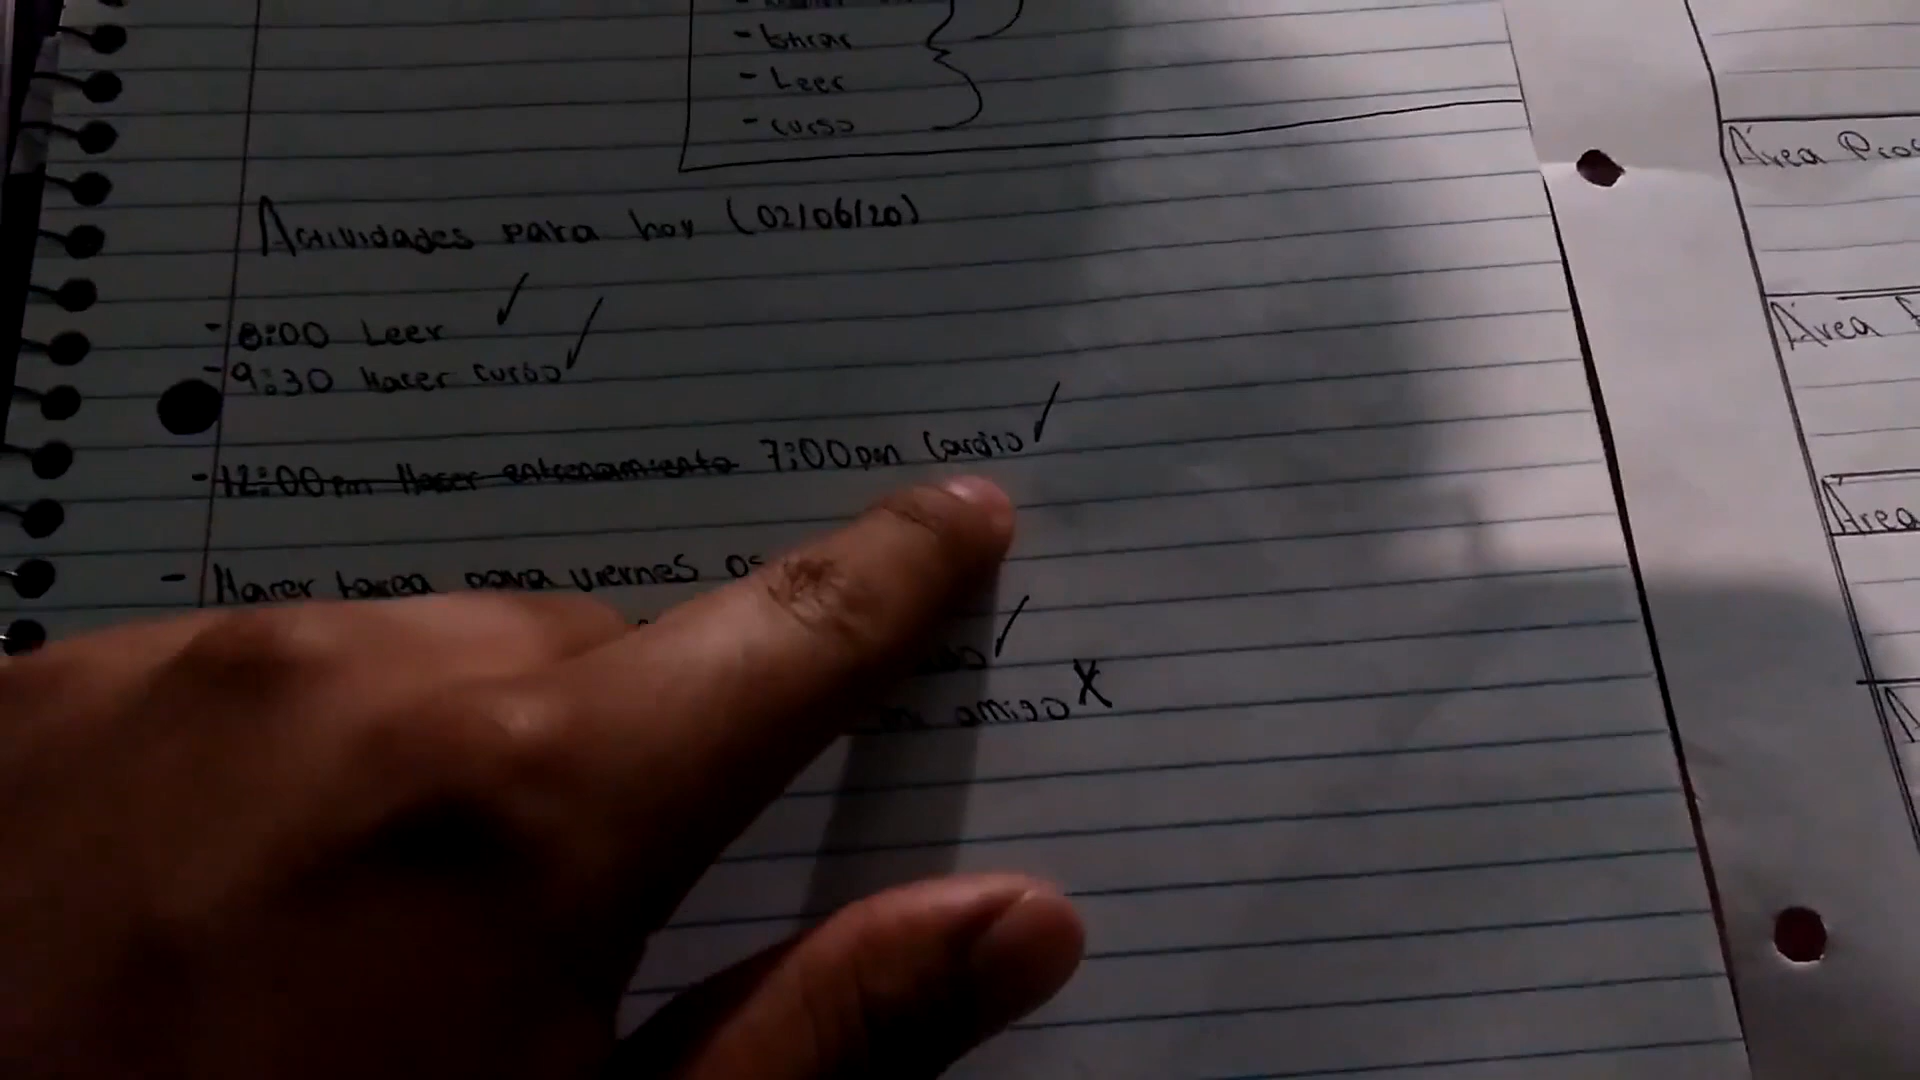 - Entrar
- Leer
- curso
Actividades para hoy (02/06/20)
- 8:00 Leer ✓
- 9:30 Hacer curso ✓
- 12:00pm Hacer entrenamiento 7:00pm Cardio ✓
- Hacer tarea para viernes
✓
mi amigo X
Área
Área
Área